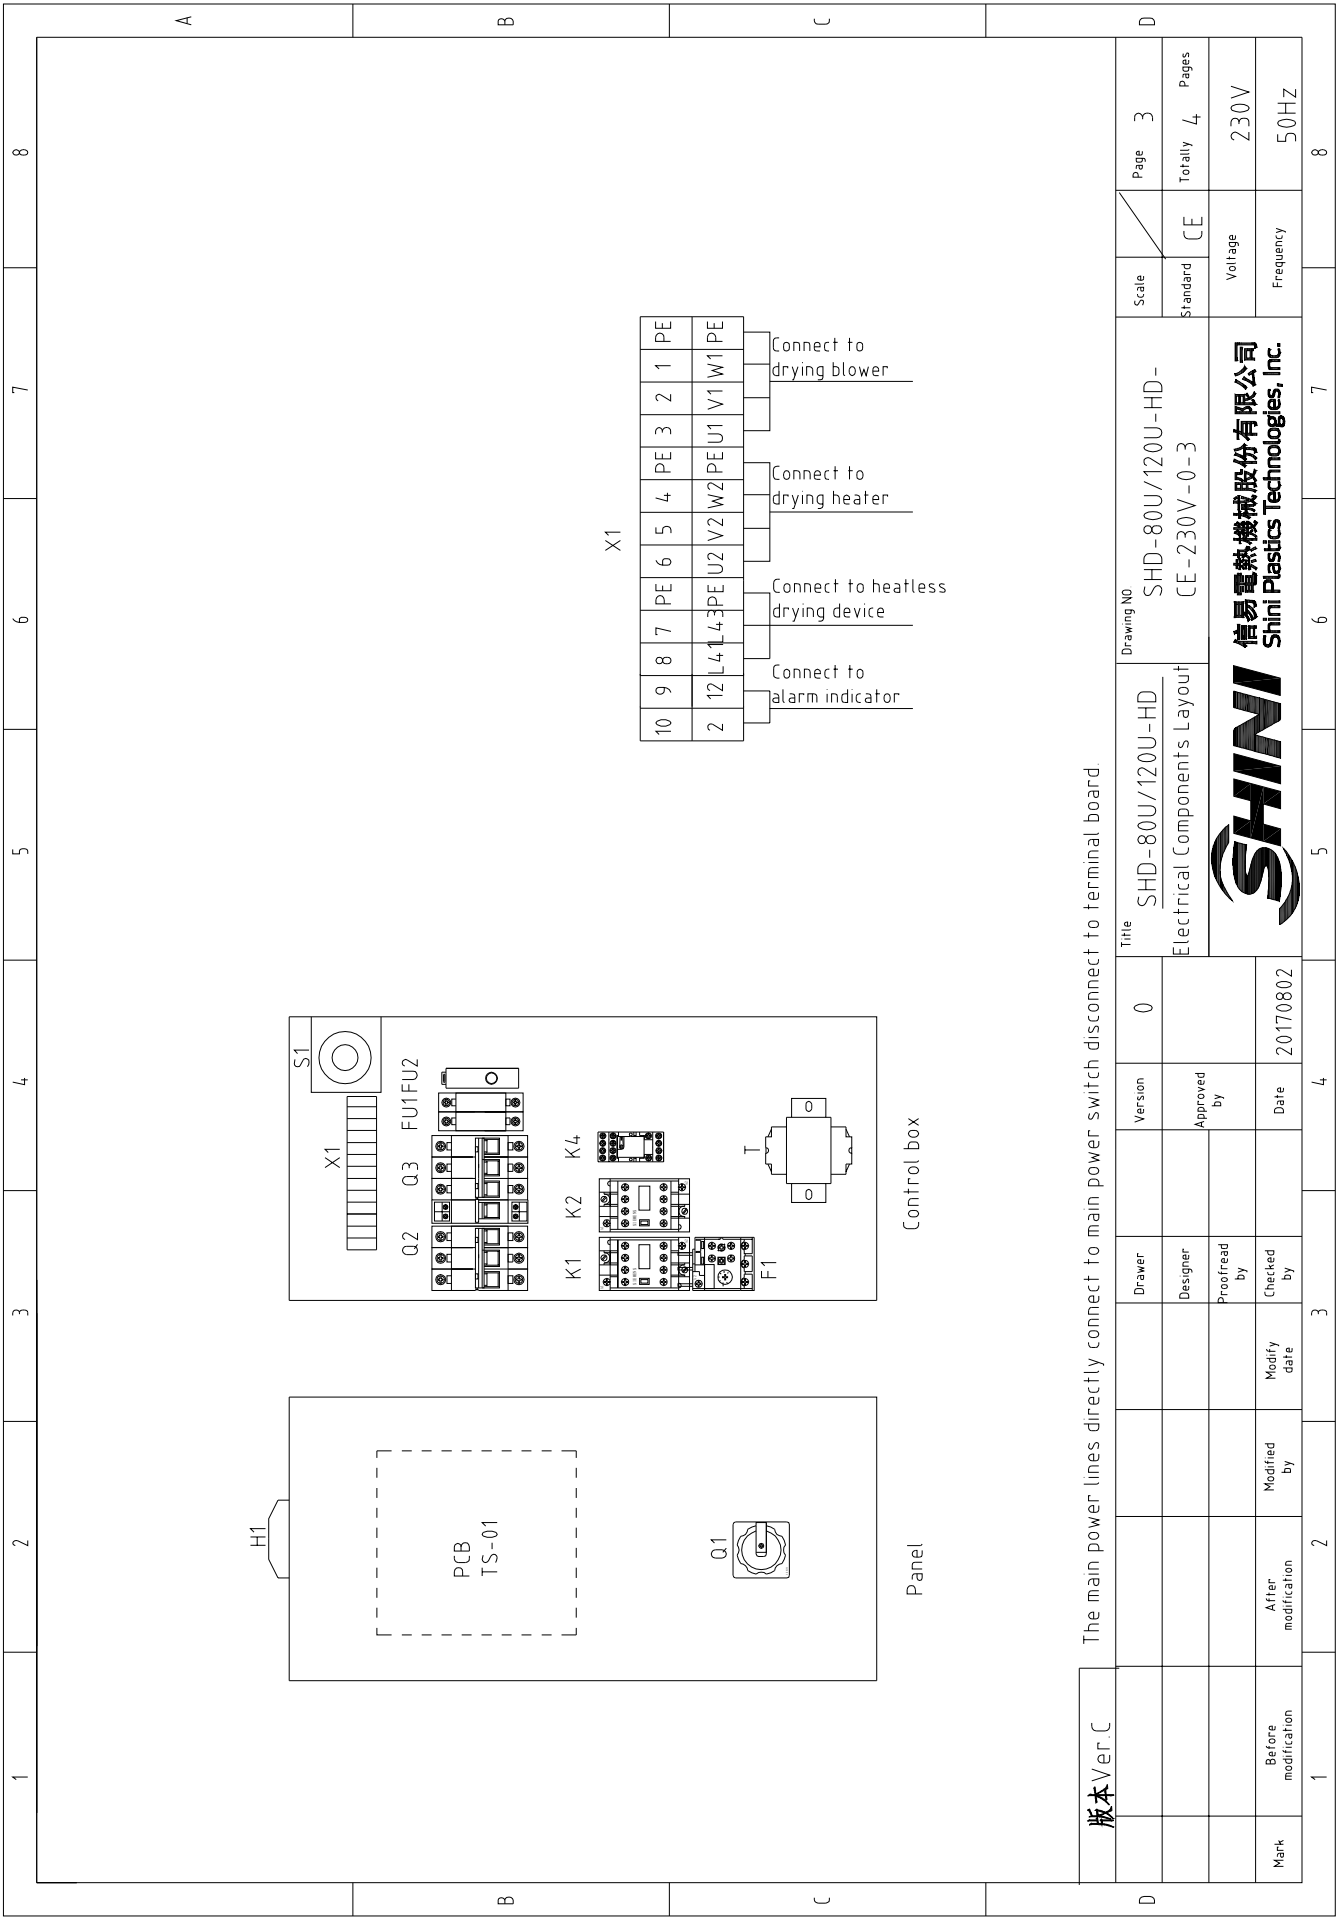 1
2
3
4
5
6
7
8
A
B
B
C
C
D
D
H1
PCB
TS-01
Q1
Panel
S1
X1
Q2
Q3
FU1FU2
K1
K2
K4
F1
T
Control box
X1
10 9 8 7 PE 6 5 4 PE 3 2 1 PE
2 12 L41 L43 PE U2 V2 W2 PE U1 V1 W1 PE
Connect to
alarm indicator
Connect to heatless
drying device
Connect to
drying heater
Connect to
drying blower
The main power lines directly connect to main power switch disconnect to terminal board.
版本Ver.C
Mark
Before
modification
After
modification
Modified
by
Modify
date
Drawer
Designer
Proofread
by
Checked
by
Version
0
Approved
by
Date
20170802
Title
SHD-80U/120U-HD
Electrical Components Layout
Drawing NO.
SHD-80U/120U-HD-
CE-230V-0-3
SHINI
信易電熱機械股份有限公司
Shini Plastics Technologies, Inc.
Scale
Page 3
Standard CE
Totally 4 Pages
Voltage
230V
Frequency
50HZ
1
2
3
4
5
6
7
8